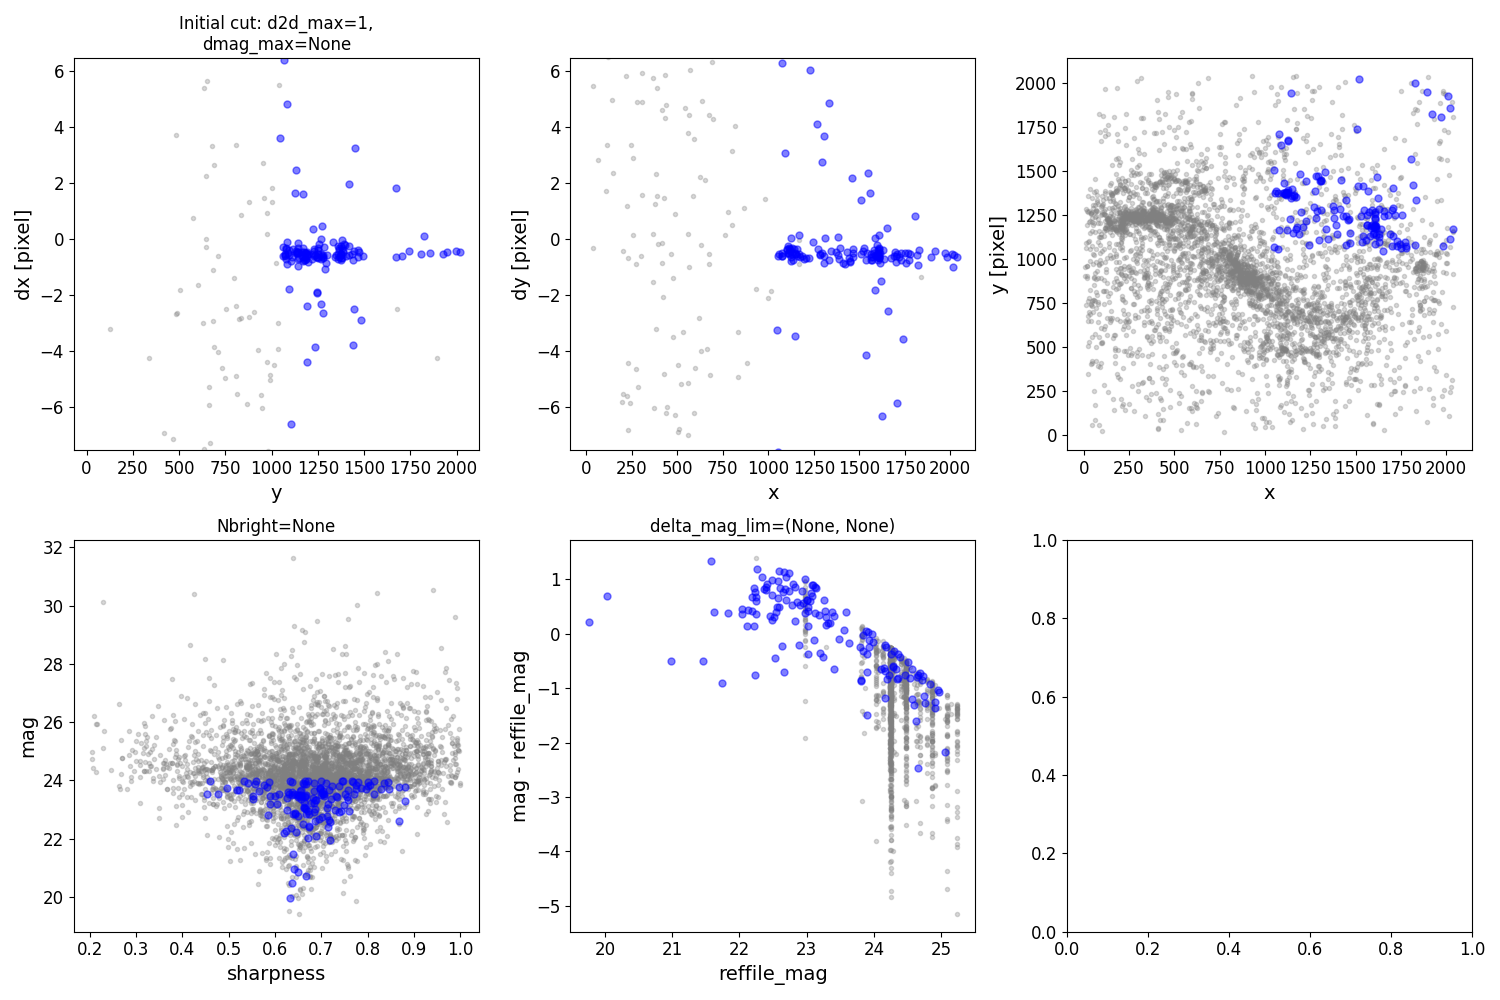 Initial cut: d2d_max=1,
dmag_max=None
6
4
2
0
−2
−4
−6
dx [pixel]
0 250 500 750 1000 1250 1500 1750 2000
y
6
4
2
0
−2
−4
−6
dy [pixel]
0 250 500 750 1000 1250 1500 1750 2000
x
2000
1750
1500
1250
1000
750
500
250
0
y [pixel]
0 250 500 750 1000 1250 1500 1750 2000
x
Nbright=None
32
30
28
26
24
22
20
mag
0.2 0.3 0.4 0.5 0.6 0.7 0.8 0.9 1.0
sharpness
delta_mag_lim=(None, None)
1
0
−1
−2
−3
−4
−5
mag - reffile_mag
20 21 22 23 24 25
reffile_mag
1.0
0.8
0.6
0.4
0.2
0.0
0.0 0.2 0.4 0.6 0.8 1.0